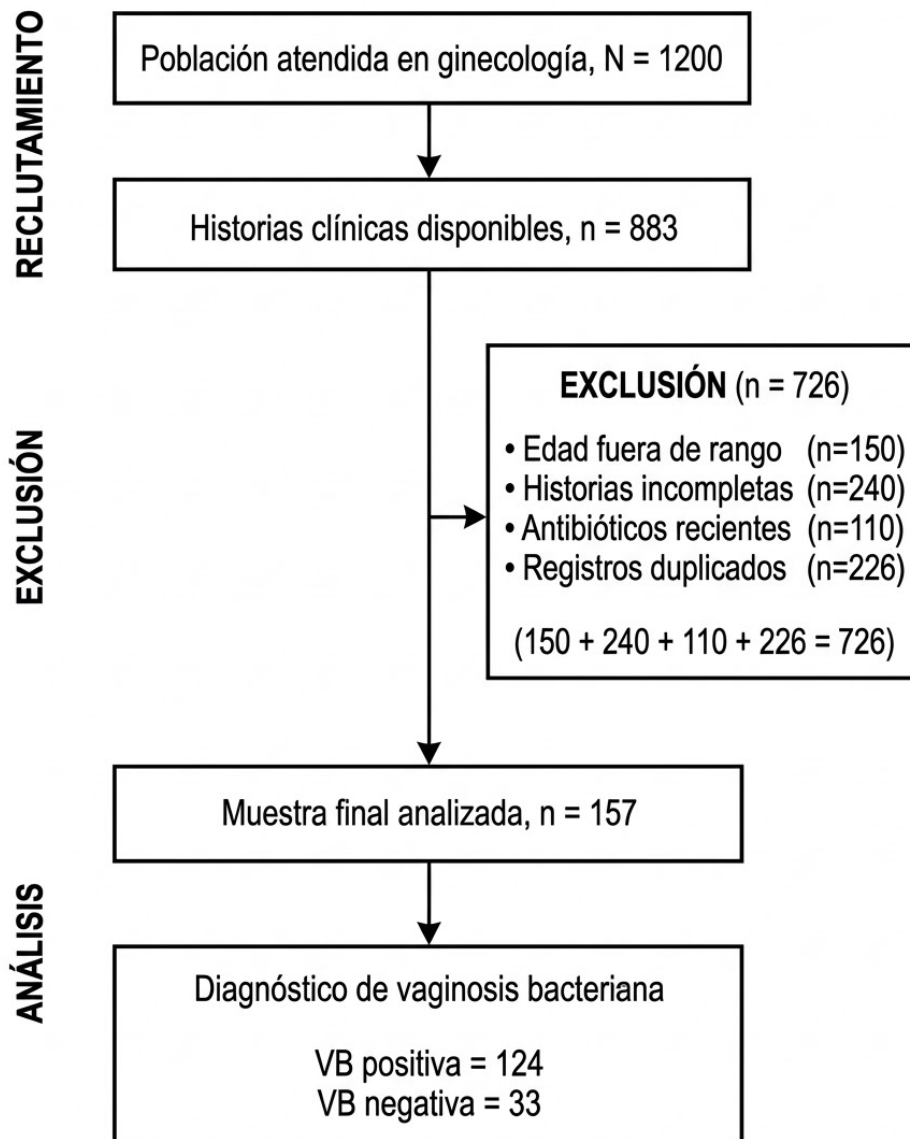 RECLUTAMIENTO
Población atendida en ginecología, N = 1200
Historias clínicas disponibles, n = 883
EXCLUSIÓN
EXCLUSIÓN (n = 726)
• Edad fuera de rango (n=150)
• Historias incompletas (n=240)
• Antibióticos recientes (n=110)
• Registros duplicados (n=226)
(150 + 240 + 110 + 226 = 726)
Muestra final analizada, n = 157
ANÁLISIS
Diagnóstico de vaginosis bacteriana
VB positiva = 124
VB negativa = 33